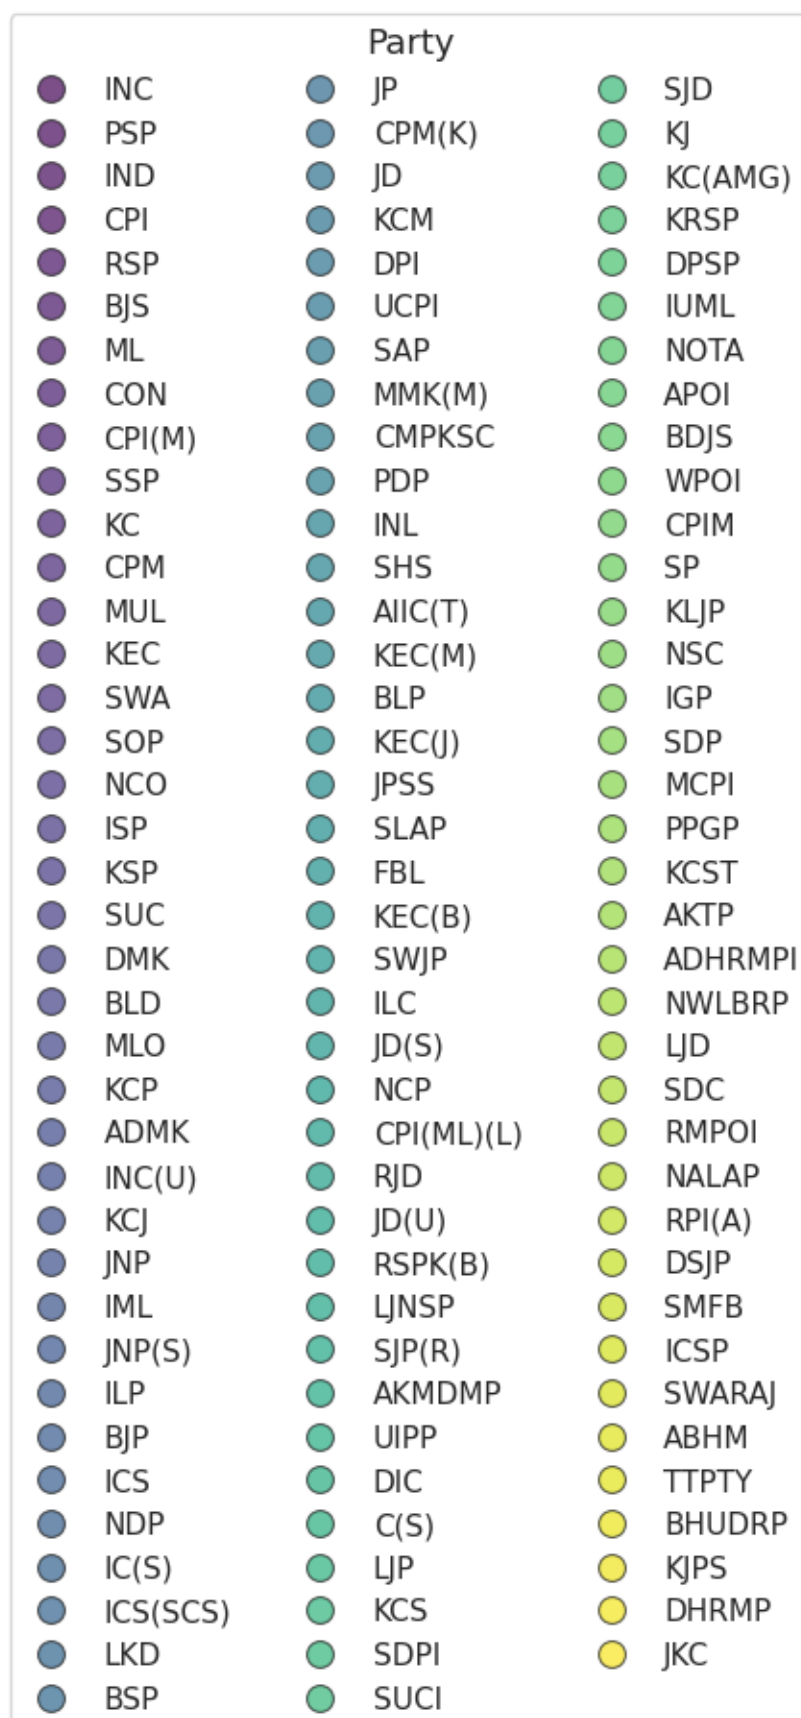 Party
INC
PSP
IND
CPI
RSP
BJS
ML
CON
CPI(M)
SSP
KC
CPM
MUL
KEC
SWA
SOP
NCO
ISP
KSP
SUC
DMK
BLD
MLO
KCP
ADMK
INC(U)
KCJ
JNP
IML
JNP(S)
ILP
BJP
ICS
NDP
IC(S)
ICS(SCS)
LKD
BSP
JP
CPM(K)
JD
KCM
DPI
UCPI
SAP
MMK(M)
CMPKSC
PDP
INL
SHS
AIIC(T)
KEC(M)
BLP
KEC(J)
JPSS
SLAP
FBL
KEC(B)
SWJP
ILC
JD(S)
NCP
CPI(ML)(L)
RJD
JD(U)
RSPK(B)
LJNSP
SJP(R)
AKMDMP
UIPP
DIC
C(S)
LJP
KCS
SDPI
SUCI
SJD
KJ
KC(AMG)
KRSP
DPSP
IUML
NOTA
APOI
BDJS
WPOI
CPIM
SP
KLJP
NSC
IGP
SDP
MCPI
PPGP
KCST
AKTP
ADHRMPI
NWLBRP
LJD
SDC
RMPOI
NALAP
RPI(A)
DSJP
SMFB
ICSP
SWARAJ
ABHM
TTPTY
BHUDRP
KJPS
DHRMP
JKC